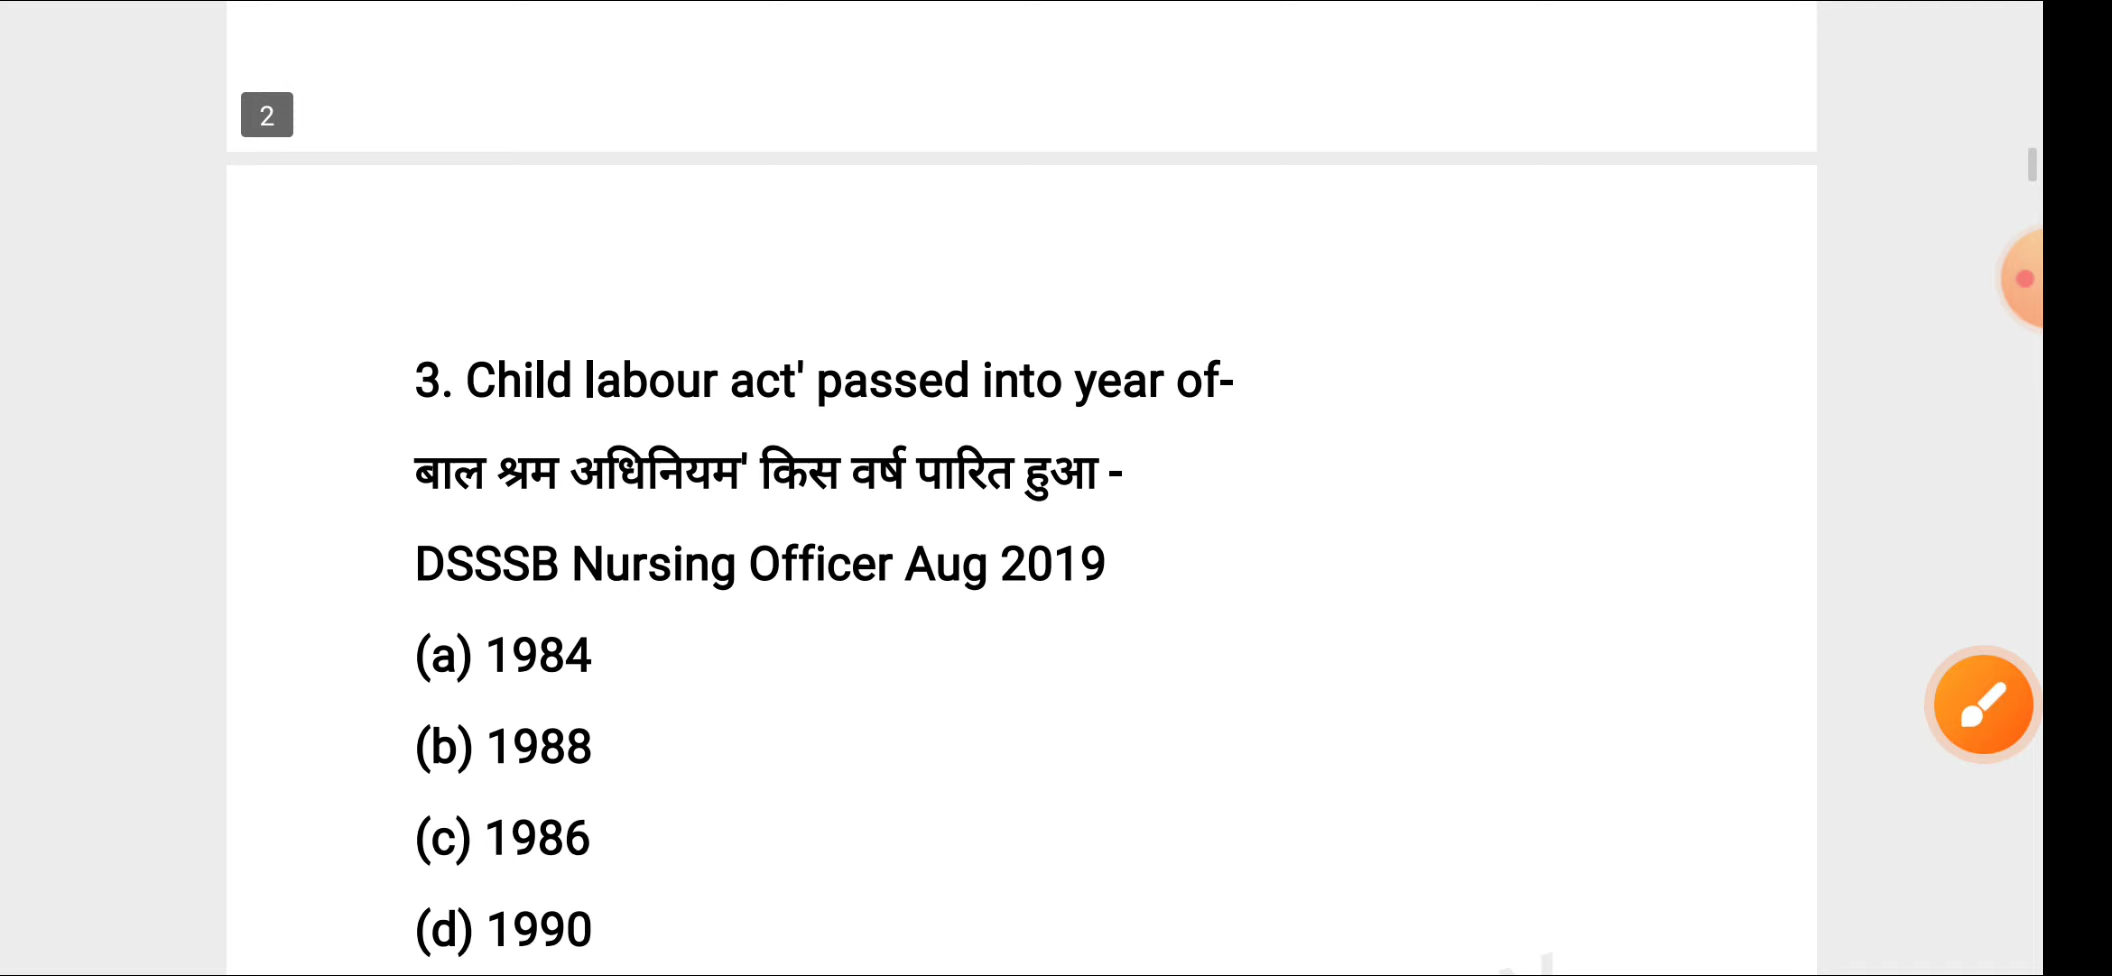 2
3. Child labour act' passed into year of-
बाल श्रम अधिनियम' किस वर्ष पारित हुआ -
DSSSB Nursing Officer Aug 2019
(a) 1984
(b) 1988
(c) 1986
(d) 1990